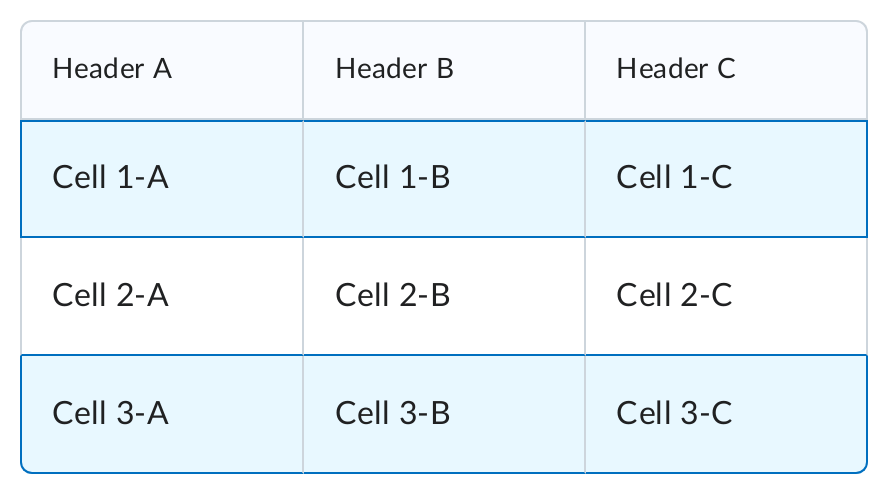 Header A Header B Header C
Cell 1-A Cell 1-B Cell 1-C
Cell 2-A Cell 2-B Cell 2-C
Cell 3-A Cell 3-B Cell 3-C